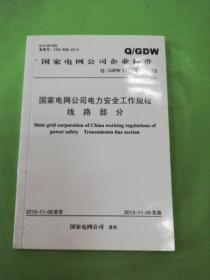 Q/GDW
国家电网公司企业标准
Q/GDW
国家电网公司电力安全工作规程
线路部分
State grid corporation of China working regulations of
power safety Transmission line section
2013-11-06发布
2013-11-06实施
国家电网公司 发布